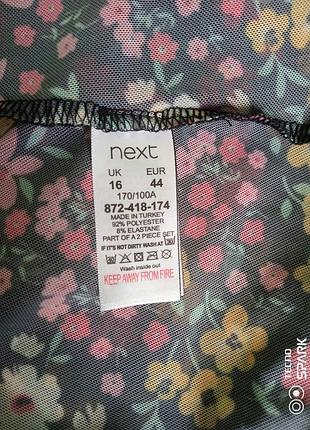 next
UK EUR
16 44
170/100A
872-418-174
MADE IN TURKEY
92% POLYESTER
8% ELASTANE
PART OF A 2 PIECE SET
IF IT'S NOT DIRTY WASH AT 30
Wash inside out
KEEP AWAY FROM FIRE
TECNO
SPARK